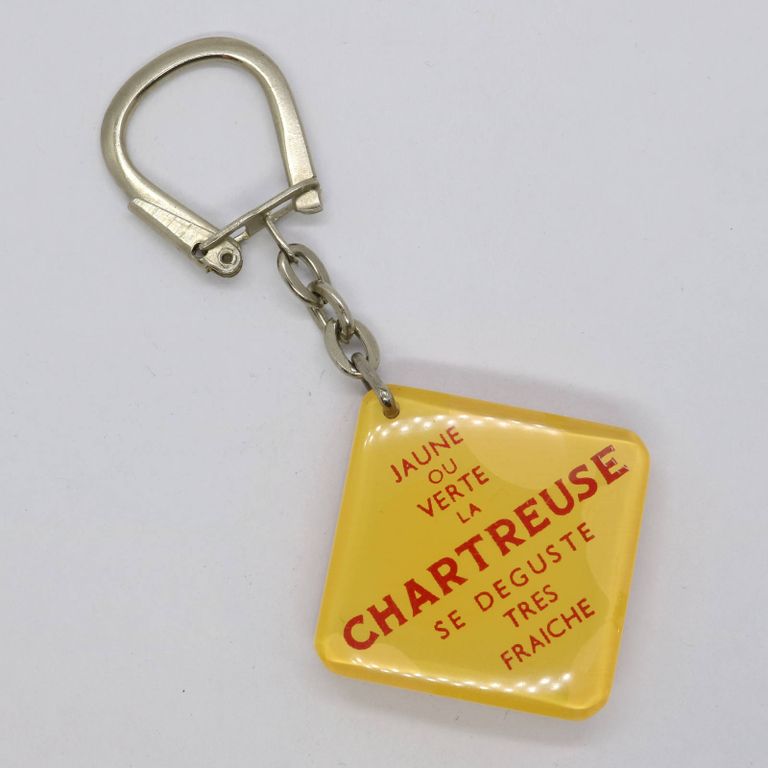 JAUNE
OU
VERTE
LA
CHARTREUSE
SE DEGUSTE
TRES
FRAICHE